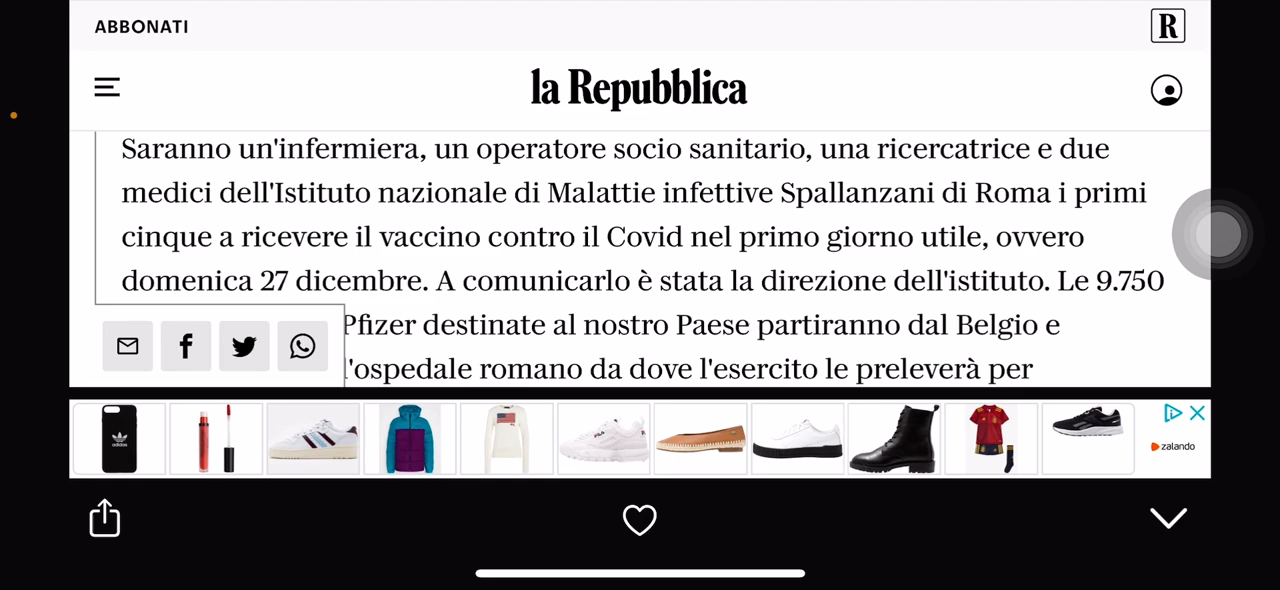 ABBONATI
R
la Repubblica
Saranno un'infermiera, un operatore socio sanitario, una ricercatrice e due
medici dell'Istituto nazionale di Malattie infettive Spallanzani di Roma i primi
cinque a ricevere il vaccino contro il Covid nel primo giorno utile, ovvero
domenica 27 dicembre. A comunicarlo è stata la direzione dell'istituto. Le 9.750
Pfizer destinate al nostro Paese partiranno dal Belgio e
l'ospedale romano da dove l'esercito le preleverà per
adidas
zalando